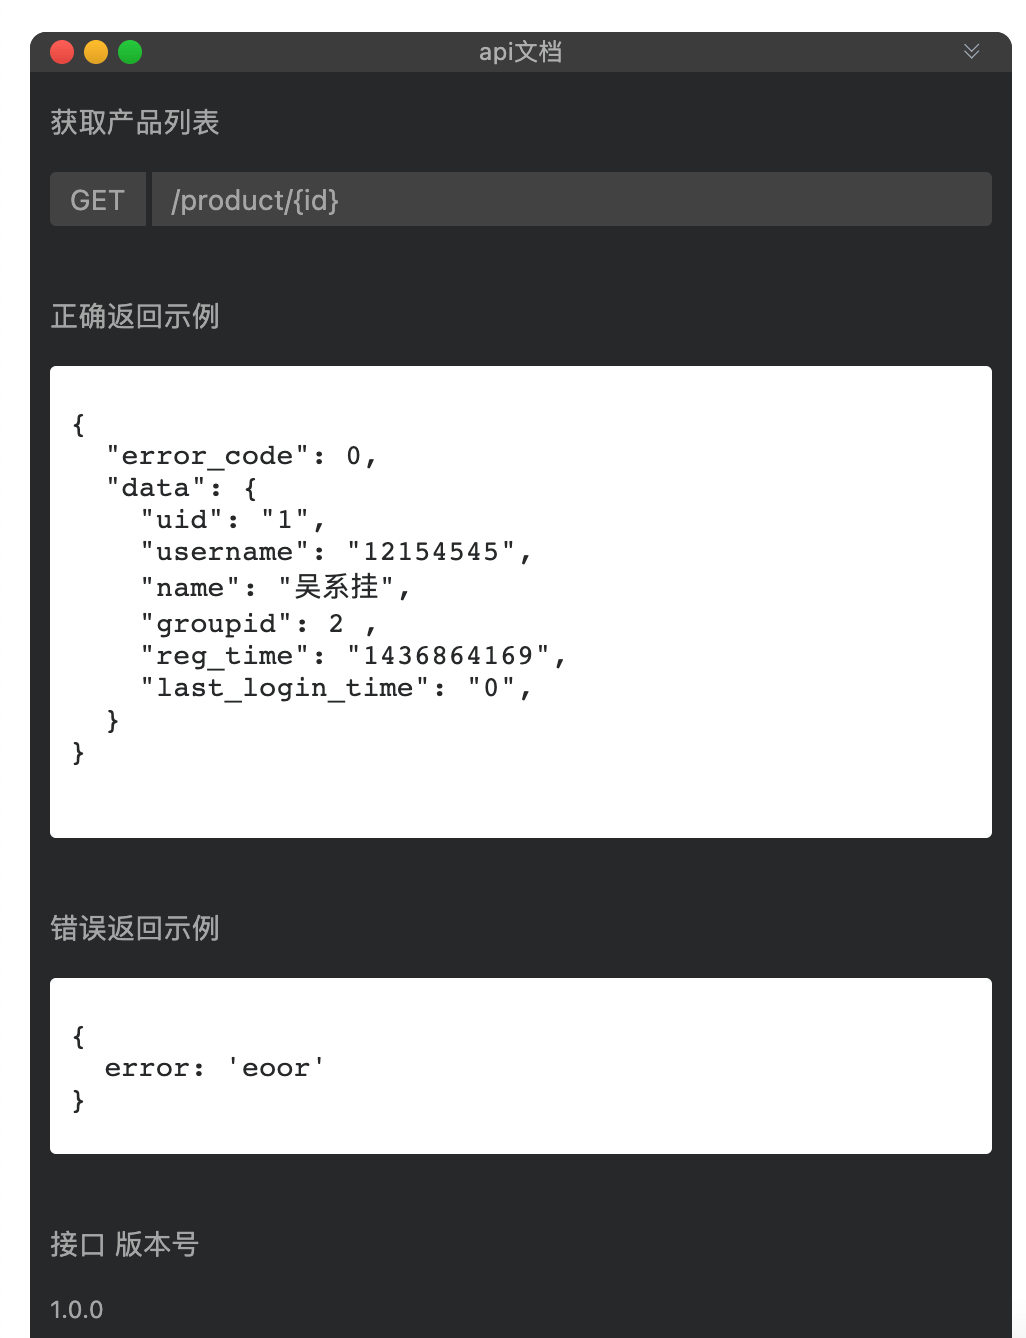 api文档
获取产品列表
GET /product/{id}
正确返回示例
{
  "error_code": 0,
  "data": {
    "uid": "1",
    "username": "12154545",
    "name": "吴系挂",
    "groupid": 2 ,
    "reg_time": "1436864169",
    "last_login_time": "0",
  }
}
错误返回示例
{
  error: 'eoor'
}
接口 版本号
1.0.0